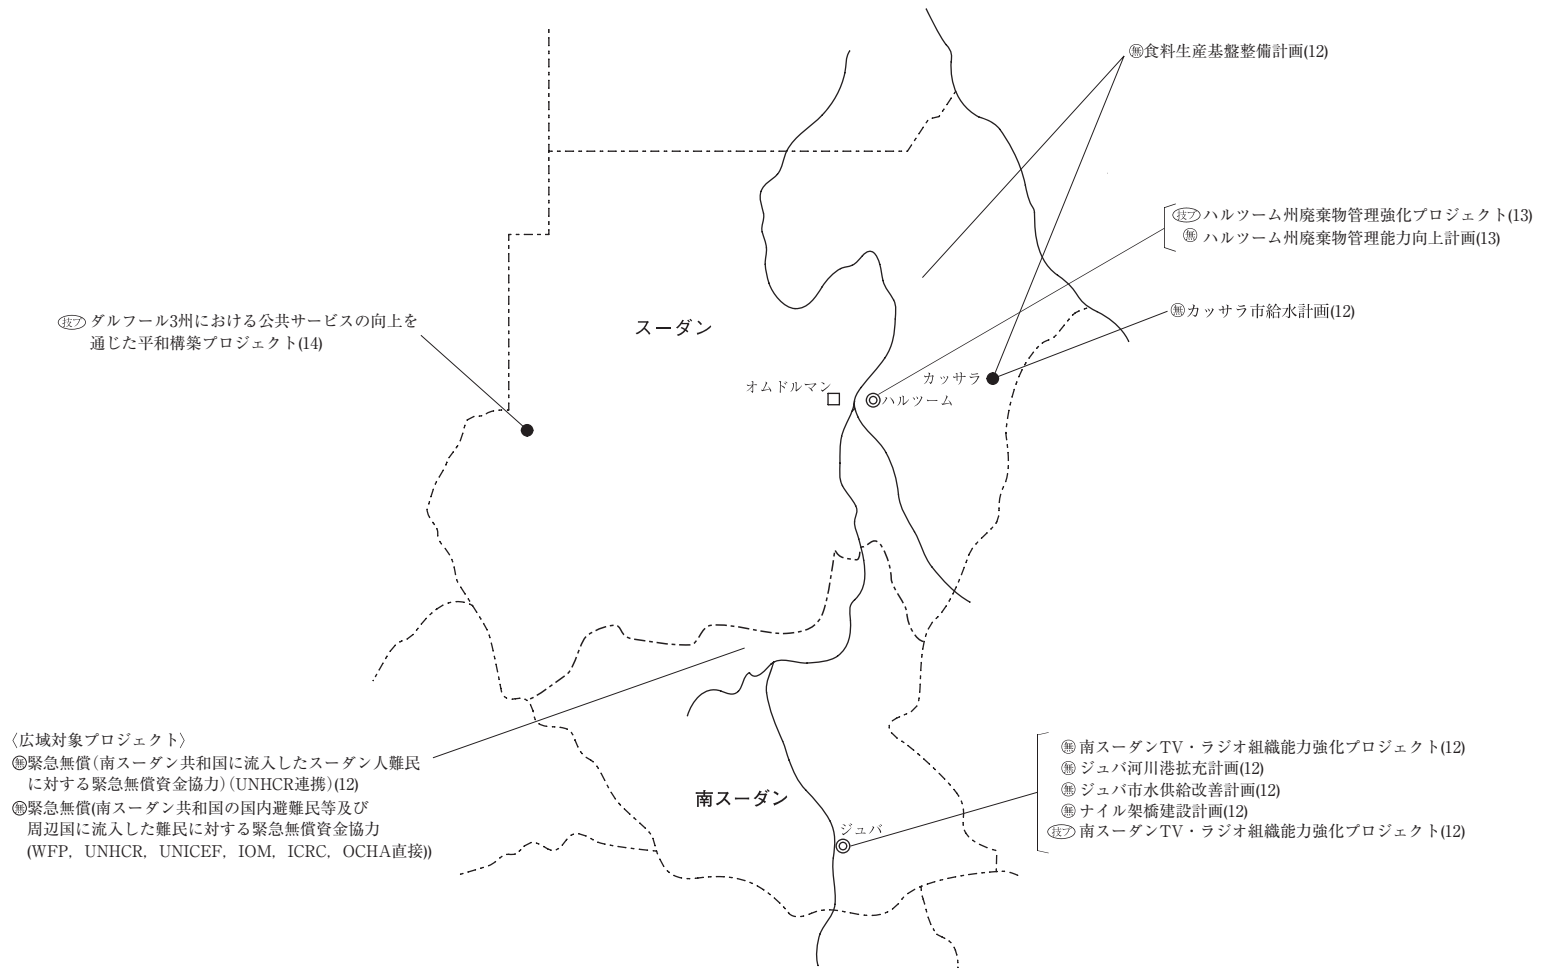 ㊟食料生産基盤整備計画(12)
技プ ハルツーム州廃棄物管理強化プロジェクト(13)
無 ハルツーム州廃棄物管理能力向上計画(13)
技プ ダルフール3州における公共サービスの向上を
通じた平和構築プロジェクト(14)
スーダン
無カッサラ市給水計画(12)
カッサラ
オムドルマン
ハルツーム
〈広域対象プロジェクト〉
無緊急無償(南スーダン共和国に流入したスーダン人難民
に対する緊急無償資金協力)(UNHCR連携)(12)
無緊急無償(南スーダン共和国の国内避難民等及び
周辺国に流入した難民に対する緊急無償資金協力
(WFP, UNHCR, UNICEF, IOM, ICRC, OCHA直接))
南スーダン
ジュバ
無 南スーダンTV・ラジオ組織能力強化プロジェクト(12)
無 ジュバ河川港拡充計画(12)
無 ジュバ市水供給改善計画(12)
無 ナイル架橋建設計画(12)
技プ 南スーダンTV・ラジオ組織能力強化プロジェクト(12)